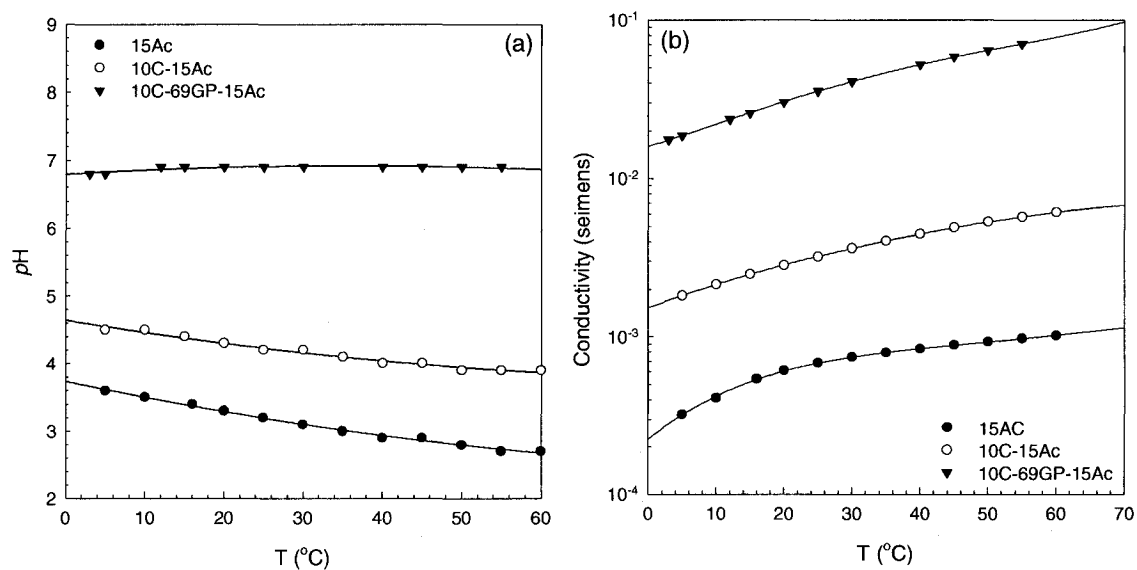 (a)
15Ac
10C-15Ac
10C-69GP-15Ac
pH
9
8
7
6
5
4
3
2
0 10 20 30 40 50 60
T (°C)
(b)
Conductivity (seimens)
10⁻¹
10⁻²
10⁻³
10⁻⁴
15AC
10C-15Ac
10C-69GP-15Ac
0 10 20 30 40 50 60 70
T (°C)